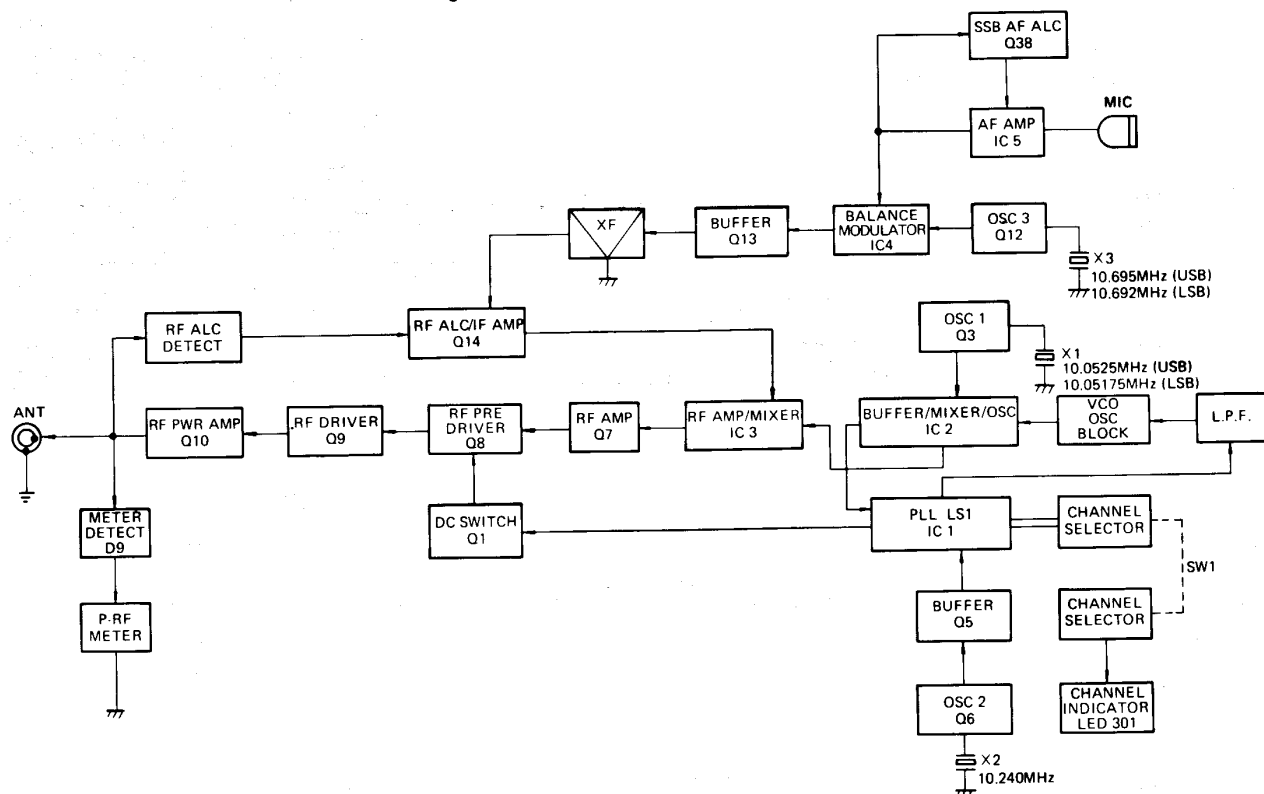 SSB AF ALC
Q38
MIC
AF AMP
IC 5
XF
BUFFER
Q13
BALANCE
MODULATOR
IC4
OSC 3
Q12
X3
10.695MHz (USB)
10.692MHz (LSB)
RF ALC
DETECT
RF ALC/IF AMP
Q14
OSC 1
Q3
X1
10.0525MHz (USB)
10.05175MHz (LSB)
ANT
RF PWR AMP
Q10
RF DRIVER
Q9
RF PRE
DRIVER
Q8
RF AMP
Q7
RF AMP/MIXER
IC 3
BUFFER/MIXER/OSC
IC 2
VCO
OSC
BLOCK
L.P.F.
METER
DETECT
D9
DC SWITCH
Q1
PLL LS1
IC 1
CHANNEL
SELECTOR
SW1
P-RF
METER
BUFFER
Q5
CHANNEL
SELECTOR
OSC 2
Q6
CHANNEL
INDICATOR
LED 301
X2
10.240MHz